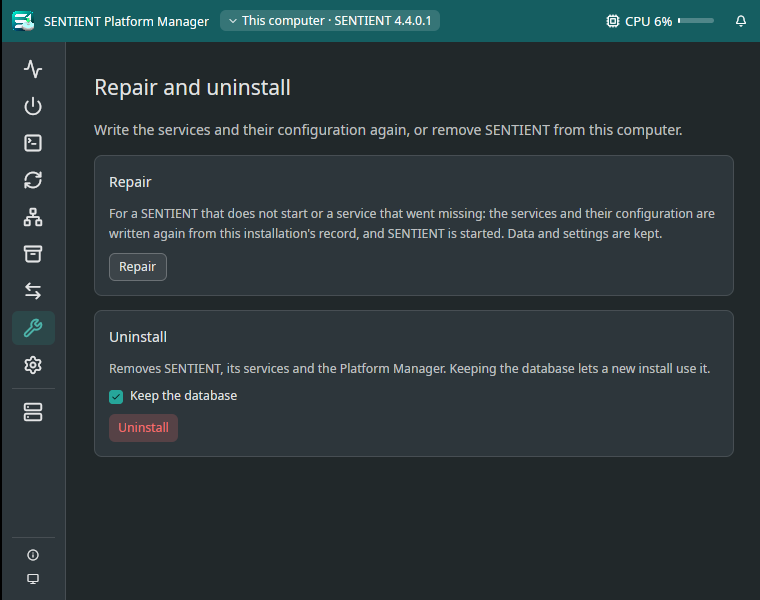 SENTIENT Platform Manager
This computer · SENTIENT 4.4.0.1
CPU 6%
Repair and uninstall
Write the services and their configuration again, or remove SENTIENT from this computer.
Repair
For a SENTIENT that does not start or a service that went missing: the services and their configuration are
written again from this installation's record, and SENTIENT is started. Data and settings are kept.
Repair
Uninstall
Removes SENTIENT, its services and the Platform Manager. Keeping the database lets a new install use it.
Keep the database
Uninstall